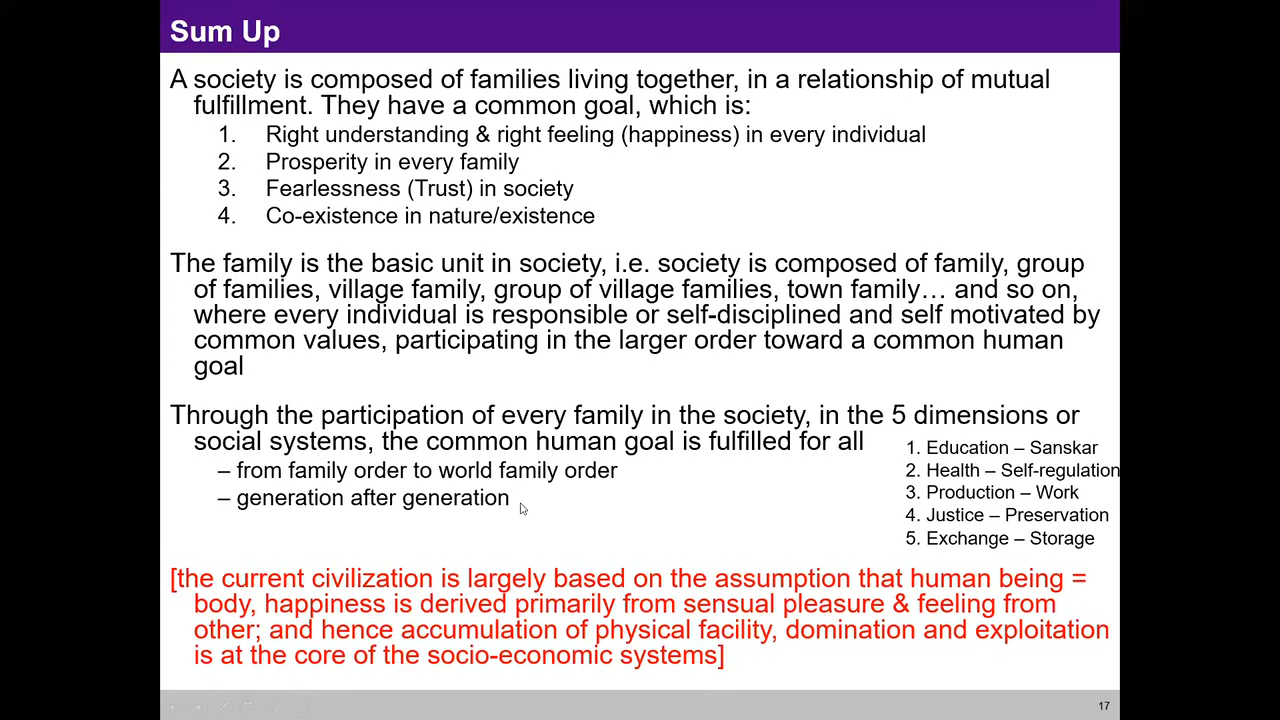 Sum Up
A society is composed of families living together, in a relationship of mutual
fulfillment. They have a common goal, which is:
1. Right understanding & right feeling (happiness) in every individual
2. Prosperity in every family
3. Fearlessness (Trust) in society
4. Co-existence in nature/existence
The family is the basic unit in society, i.e. society is composed of family, group
of families, village family, group of village families, town family… and so on,
where every individual is responsible or self-disciplined and self motivated by
common values, participating in the larger order toward a common human
goal
Through the participation of every family in the society, in the 5 dimensions or
social systems, the common human goal is fulfilled for all
– from family order to world family order
– generation after generation
1. Education – Sanskar
2. Health – Self-regulation
3. Production – Work
4. Justice – Preservation
5. Exchange – Storage
[the current civilization is largely based on the assumption that human being =
body, happiness is derived primarily from sensual pleasure & feeling from
other; and hence accumulation of physical facility, domination and exploitation
is at the core of the socio-economic systems]
17